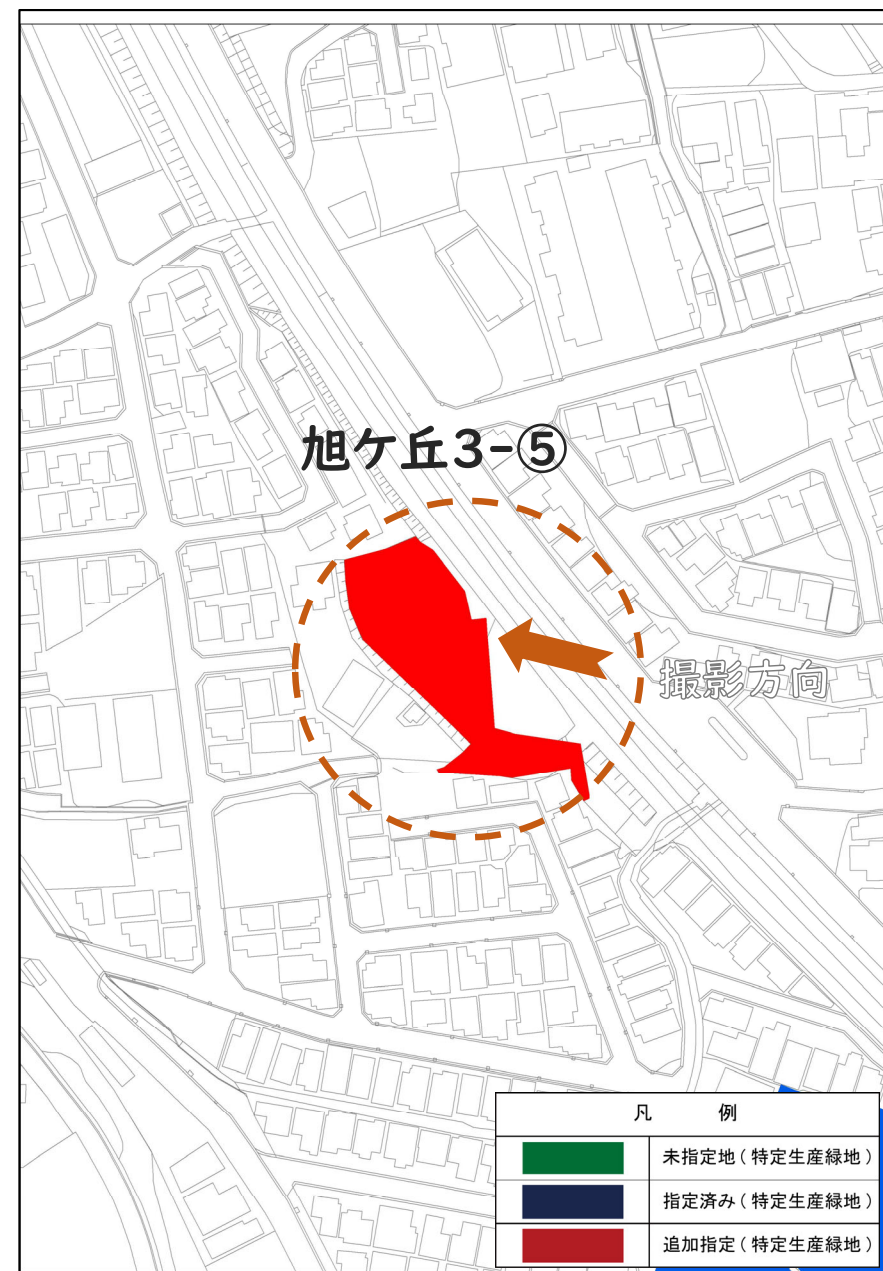 旭ケ丘3-⑤
撮影方向
凡 例
未指定地(特定生産緑地)
指定済み(特定生産緑地)
追加指定(特定生産緑地)